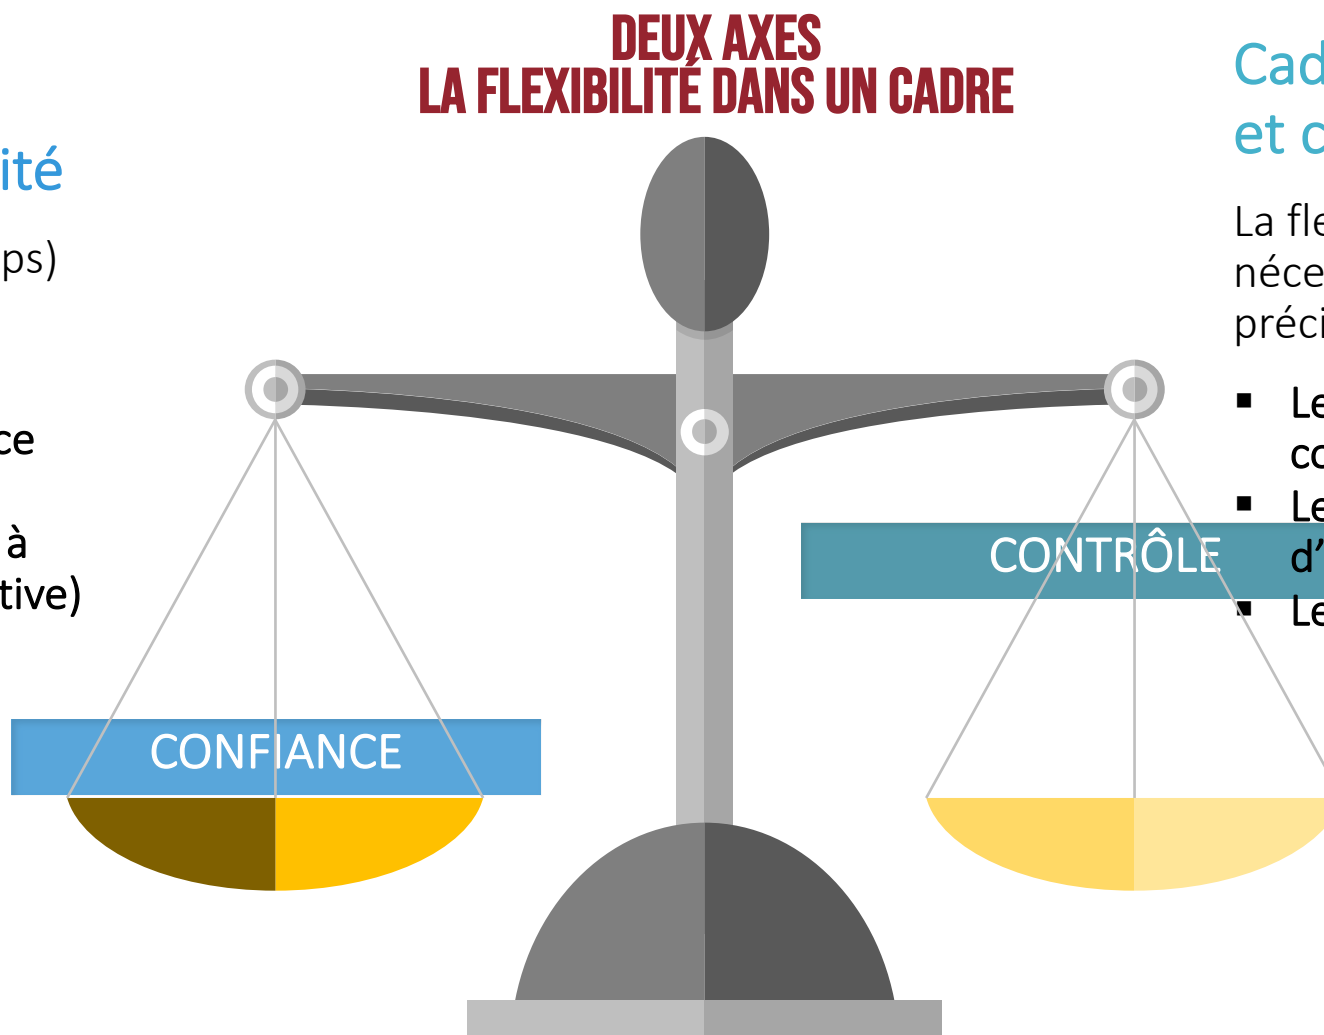 DEUX AXES
LA FLEXIBILITÉ DANS UN CADRE
ité
ps)
ce
à
tive)
CONFIANCE
CONTRÔLE
Cad
et c
La fle
néce
préci
▪ Le
co
▪ Le
d’
▪ Le